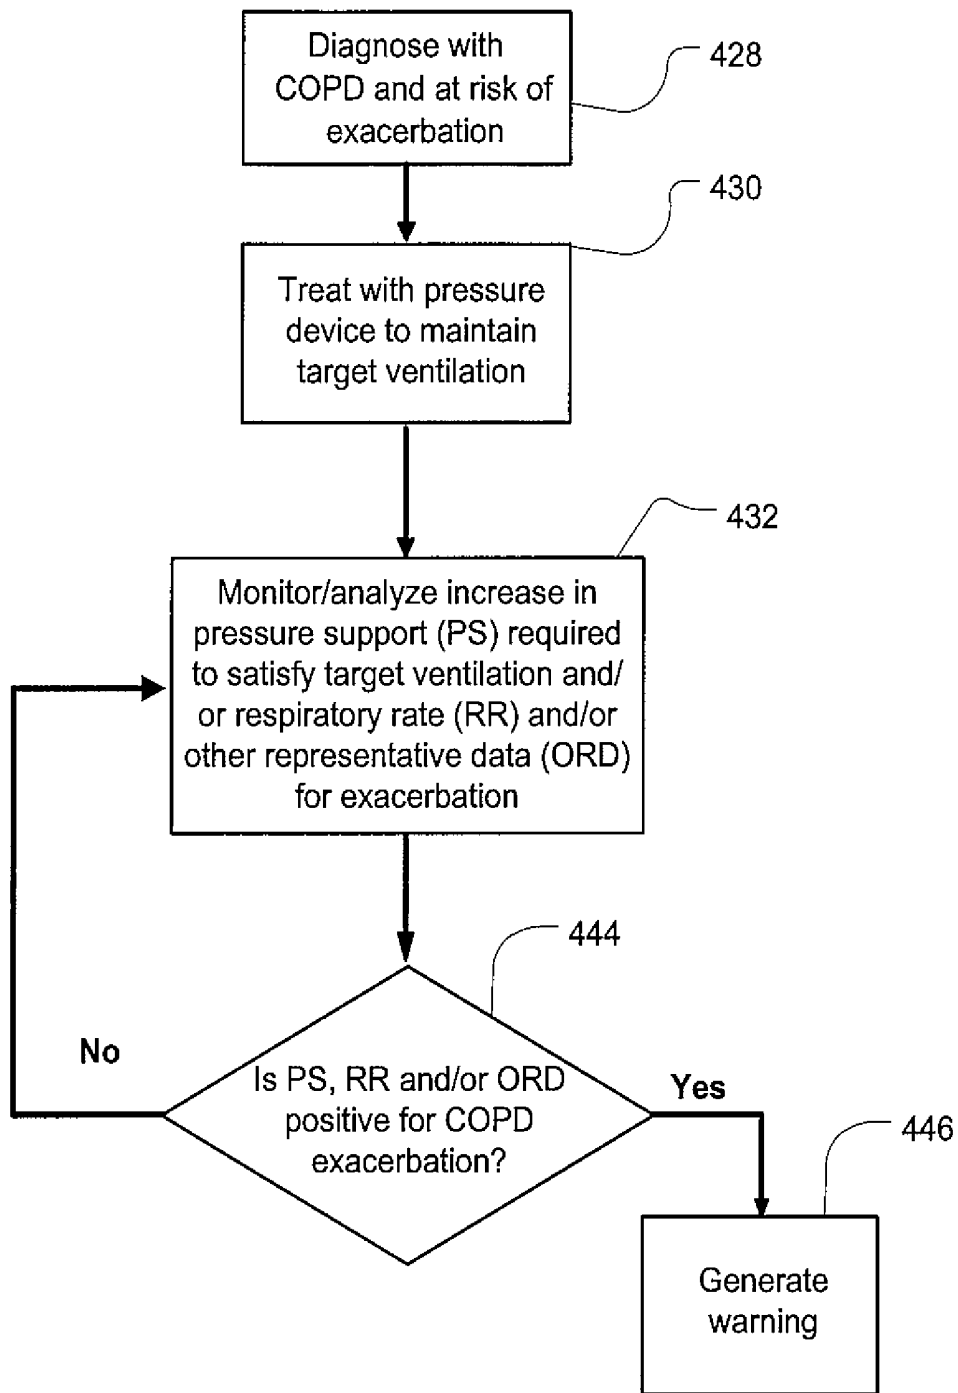 Diagnose with
COPD and at risk of
exacerbation
428
430
Treat with pressure
device to maintain
target ventilation
432
Monitor/analyze increase in
pressure support (PS) required
to satisfy target ventilation and/
or respiratory rate (RR) and/or
other representative data (ORD)
for exacerbation
444
No
Is PS, RR and/or ORD
positive for COPD
exacerbation?
Yes
446
Generate
warning